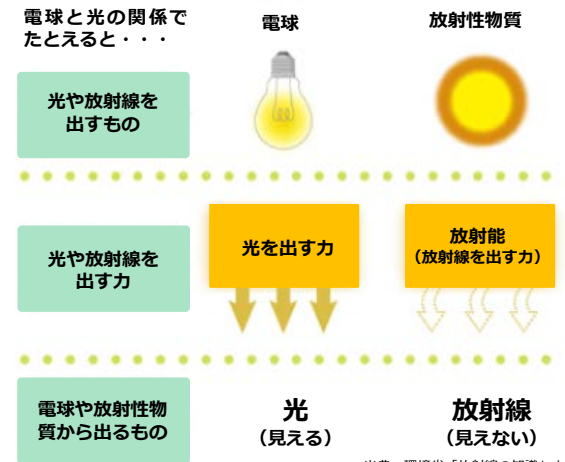 電球と光の関係で
たとえると・・・
電球
放射性物質
光や放射線を
出すもの
光や放射線を
出す力
光を出す力
放射能
（放射線を出す力）
電球や放射性物
質から出るもの
光
（見える）
放射線
（見えない）